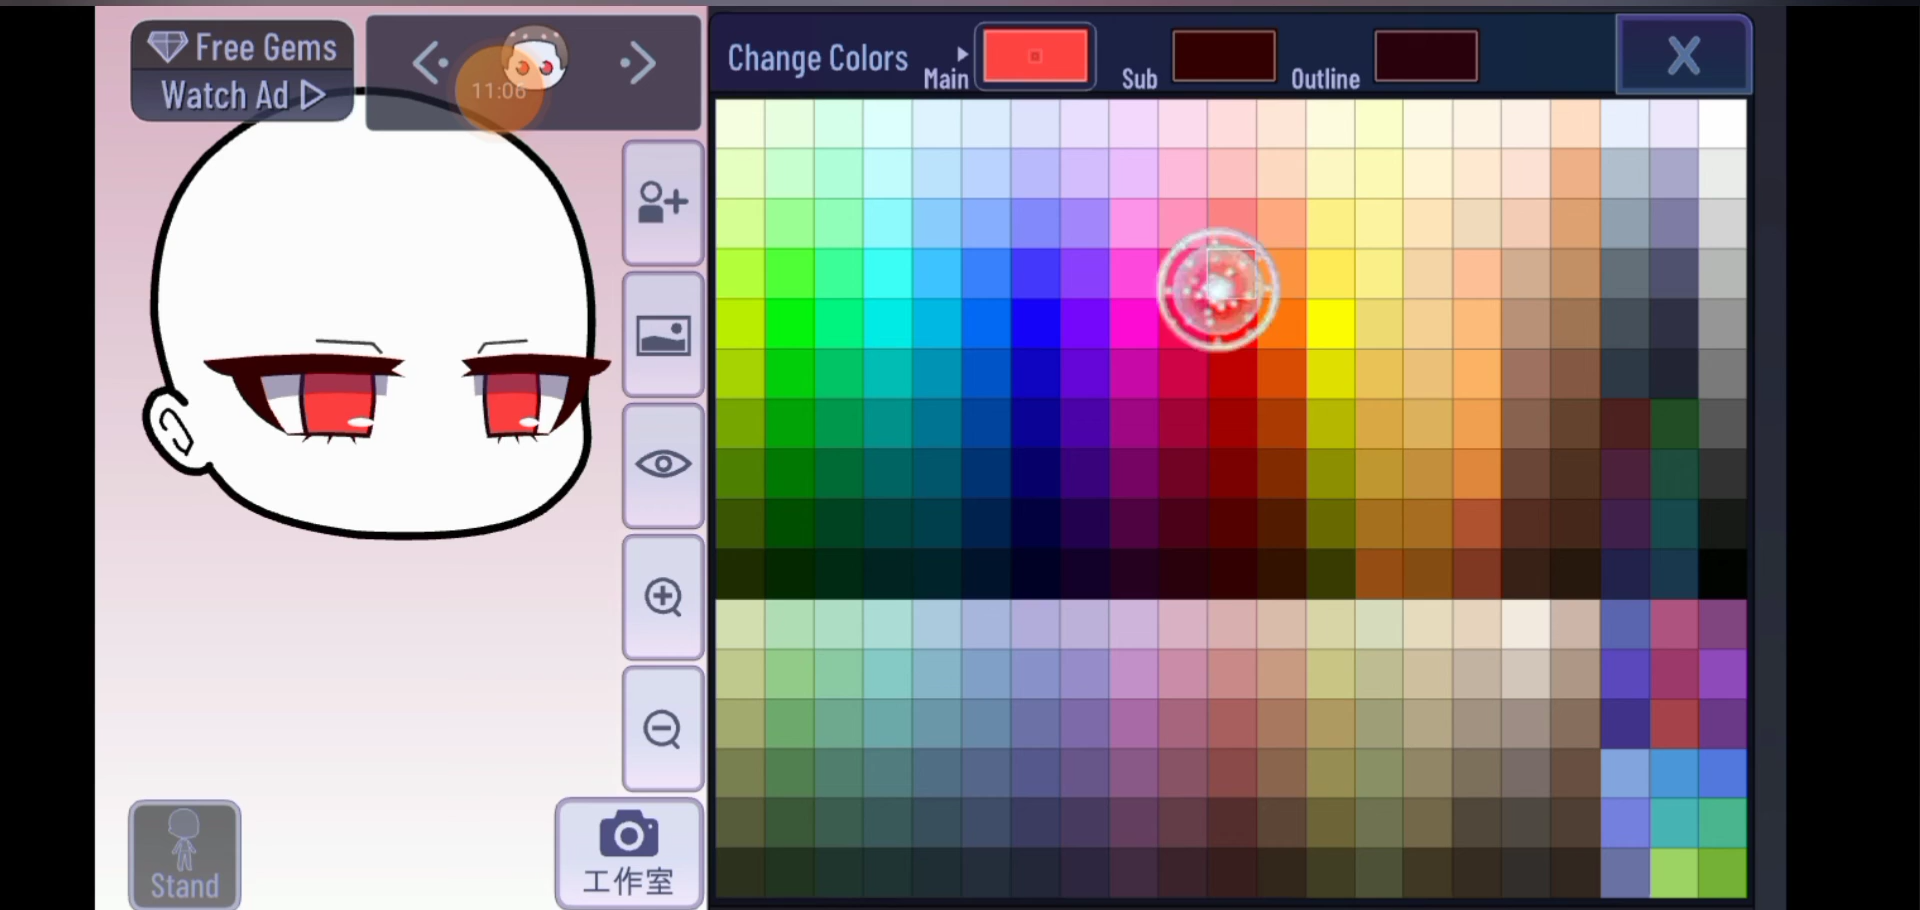 Free Gems
Watch Ad
11:06
Change Colors
Main
Sub
Outline
X
Stand
工作室